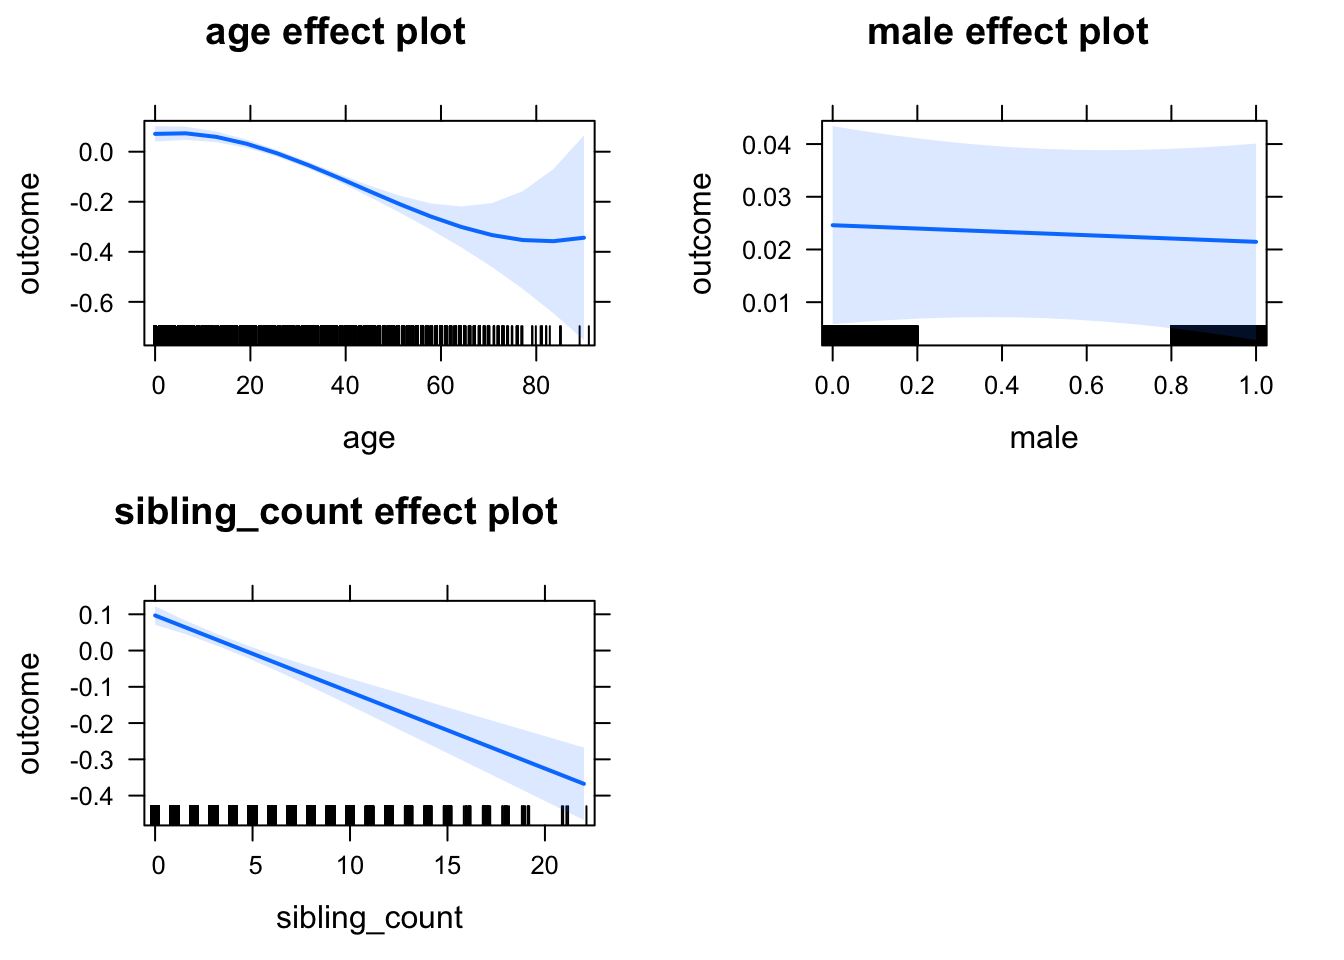 age effect plot
outcome
0.0
-0.2
-0.4
-0.6
0 20 40 60 80
age
male effect plot
outcome
0.04
0.03
0.02
0.01
0.0 0.2 0.4 0.6 0.8 1.0
male
sibling_count effect plot
outcome
0.1
0.0
-0.1
-0.2
-0.3
-0.4
0 5 10 15 20
sibling_count